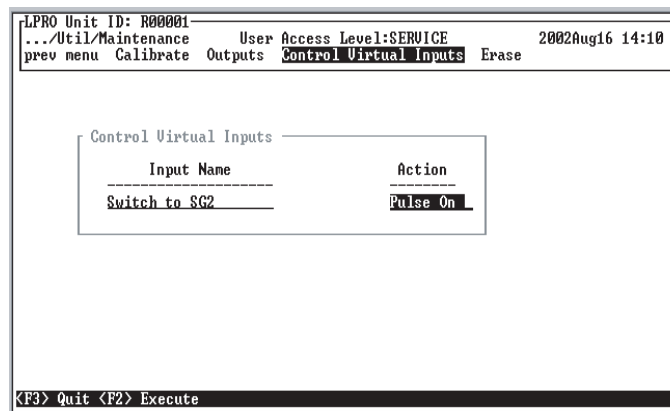 LPRO Unit ID: R00001
.../Util/Maintenance User Access Level:SERVICE 2002Aug16 14:10
prev menu Calibrate Outputs Control Virtual Inputs Erase
Control Virtual Inputs
Input Name Action
Switch to SG2 Pulse On
<F3> Quit <F2> Execute